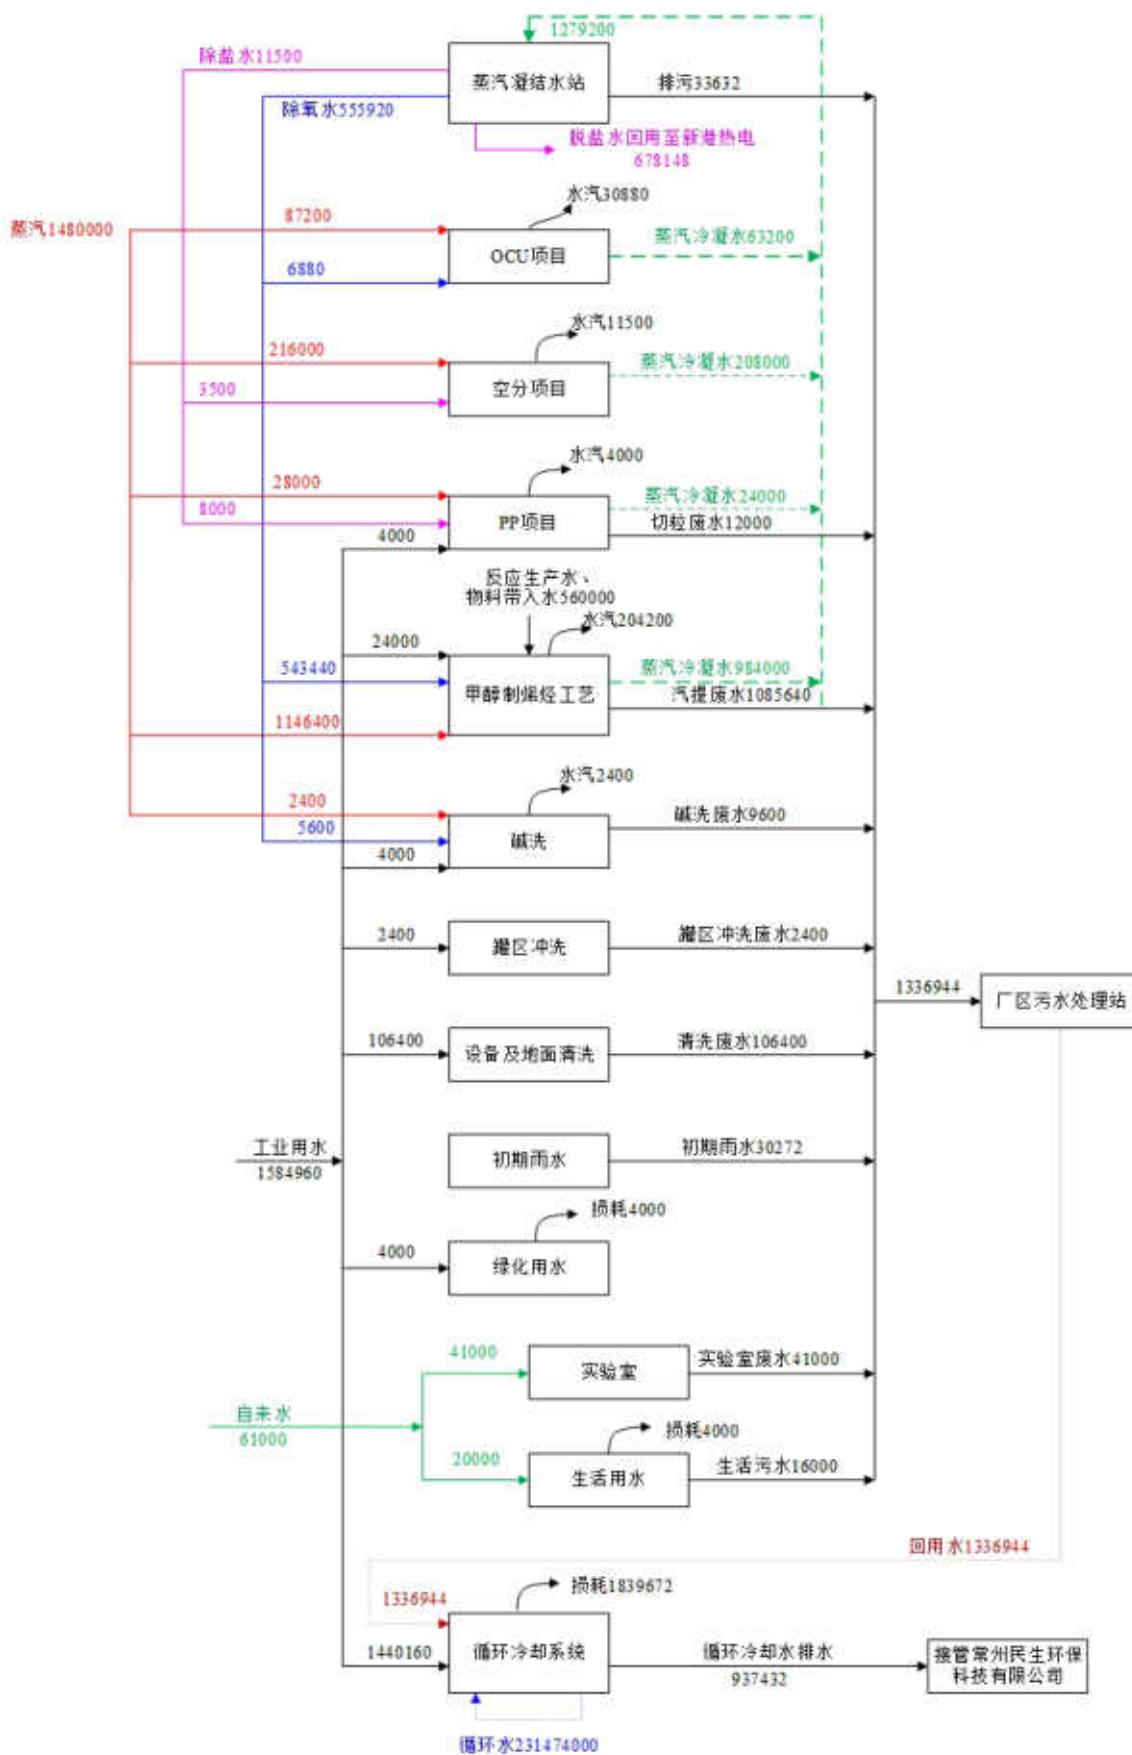 1279200
除盐水11500
蒸汽凝结水站
排污33632
除氧水555920
脱盐水回用至新港热电
678148
水汽30880
87200
蒸汽1480000
蒸汽冷凝水63200
OCU项目
6880
水汽11500
216000
蒸汽冷凝水208000
3500
空分项目
水汽4000
28000
蒸汽冷凝水24000
8000
PP项目
切粒废水12000
4000
反应生产水、
物料带入水560000
水汽204200
24000
543440
蒸汽冷凝水984000
甲醇制烯烃工艺
汽提废水1085640
1146400
水汽2400
2400
碱洗废水9600
5600
碱洗
4000
2400
罐区冲洗
罐区冲洗废水2400
1336944
厂区污水处理站
106400
设备及地面清洗
清洗废水106400
工业用水
1584960
初期雨水
初期雨水30272
损耗4000
4000
绿化用水
41000
实验室
实验室废水41000
自来水
61000
损耗4000
20000
生活用水
生活污水16000
回用水1336944
损耗1839672
1336944
1440160
循环冷却系统
循环冷却水排水
937432
接管常州民生环保
科技有限公司
循环水231474000